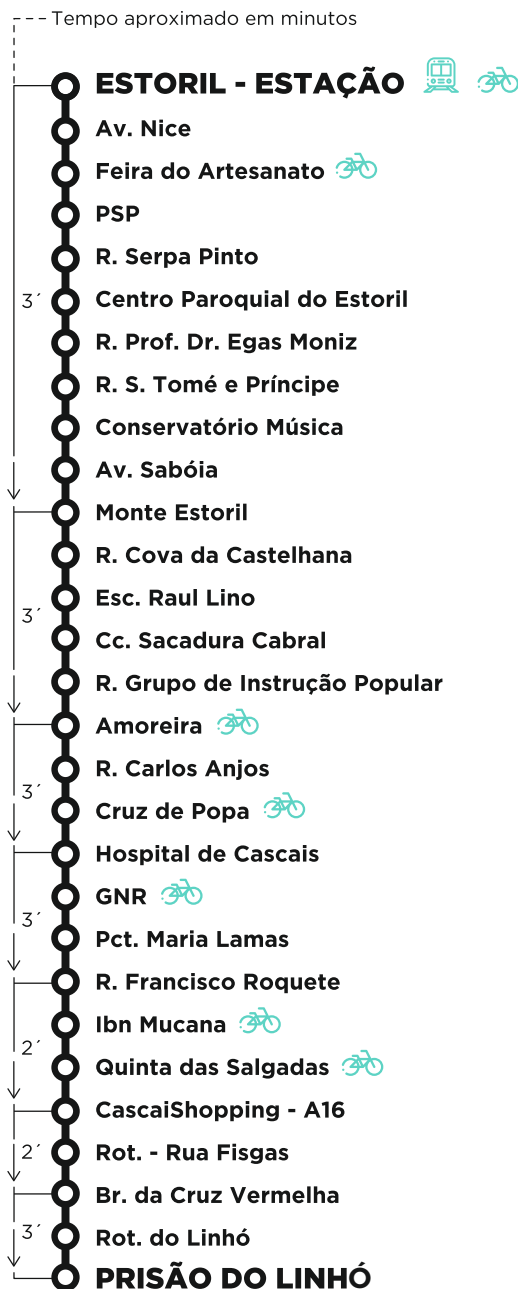 Tempo aproximado em minutos
ESTORIL - ESTAÇÃO
Av. Nice
Feira do Artesanato
PSP
R. Serpa Pinto
3´
Centro Paroquial do Estoril
R. Prof. Dr. Egas Moniz
R. S. Tomé e Príncipe
Conservatório Música
Av. Sabóia
Monte Estoril
R. Cova da Castelhana
Esc. Raul Lino
3´
Cc. Sacadura Cabral
R. Grupo de Instrução Popular
Amoreira
R. Carlos Anjos
3´
Cruz de Popa
Hospital de Cascais
GNR
3´
Pct. Maria Lamas
R. Francisco Roquete
Ibn Mucana
2´
Quinta das Salgadas
CascaiShopping - A16
2´
Rot. - Rua Fisgas
Br. da Cruz Vermelha
3´
Rot. do Linhó
PRISÃO DO LINHÓ